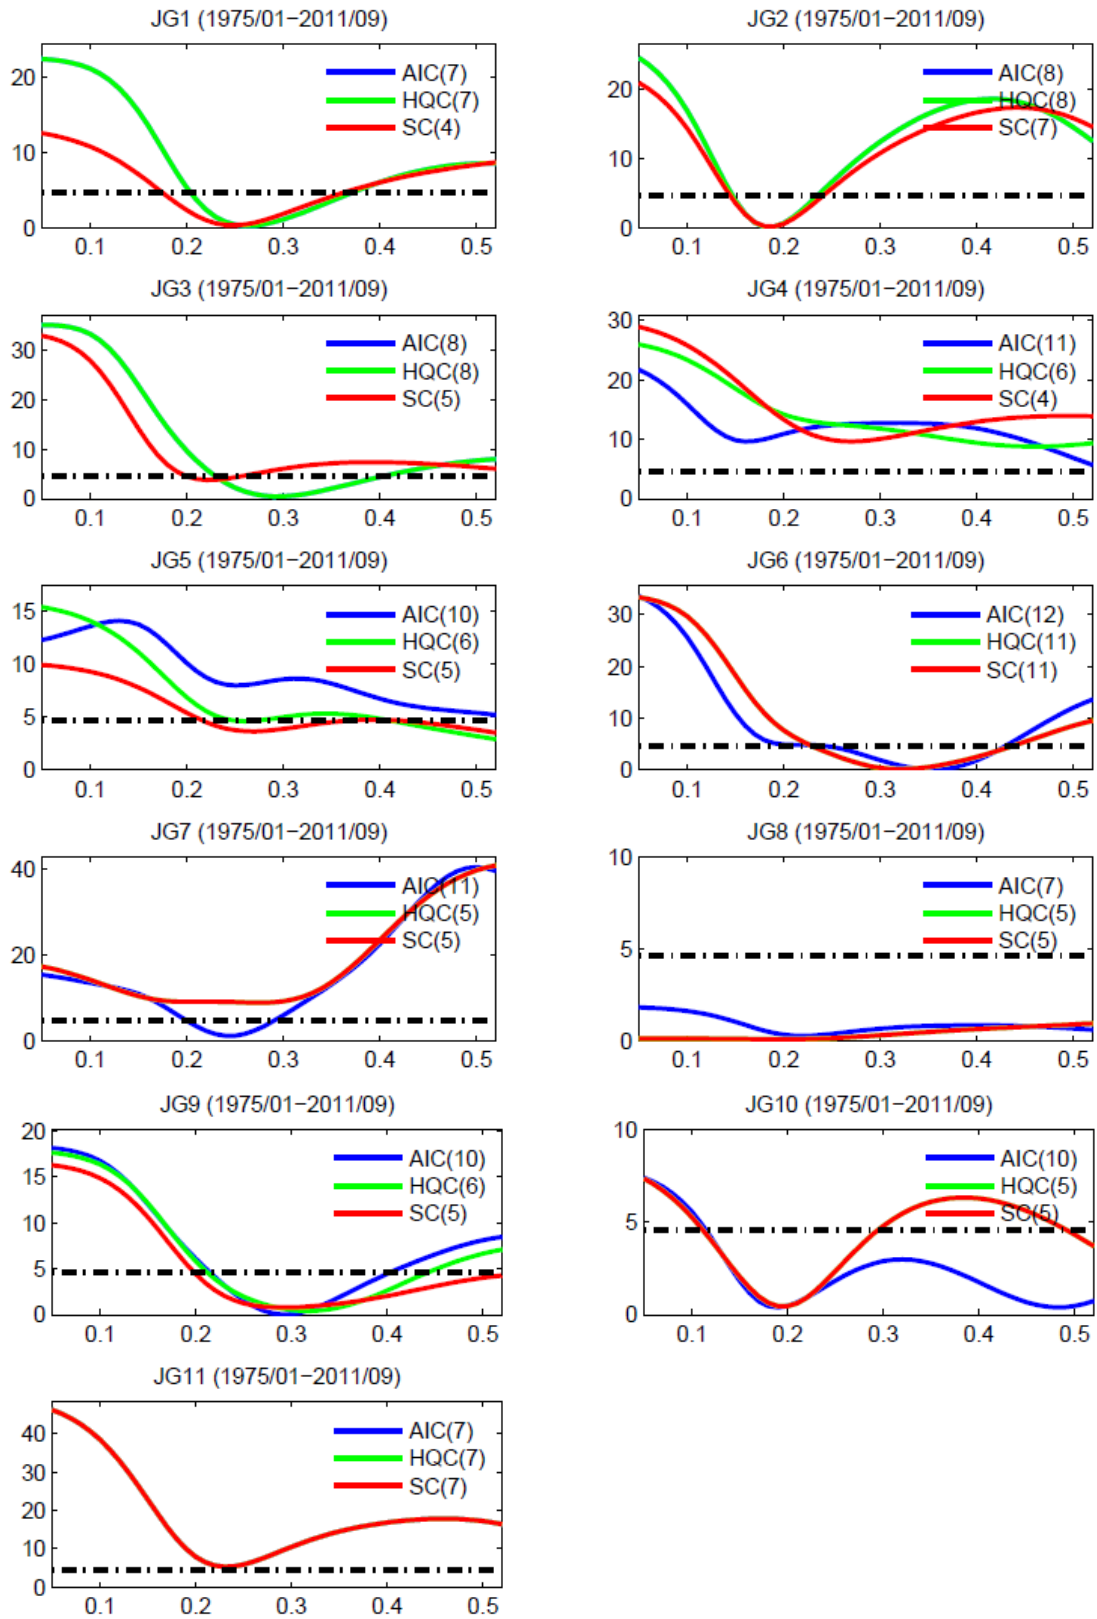 JG1 (1975/01−2011/09)
20
10
0
0.1 0.2 0.3 0.4 0.5
AIC(7)
HQC(7)
SC(4)
JG2 (1975/01−2011/09)
20
10
0
0.1 0.2 0.3 0.4 0.5
AIC(8)
HQC(8)
SC(7)
JG3 (1975/01−2011/09)
30
20
10
0
0.1 0.2 0.3 0.4 0.5
AIC(8)
HQC(8)
SC(5)
JG4 (1975/01−2011/09)
30
20
10
0
0.1 0.2 0.3 0.4 0.5
AIC(11)
HQC(6)
SC(4)
JG5 (1975/01−2011/09)
15
10
5
0
0.1 0.2 0.3 0.4 0.5
AIC(10)
HQC(6)
SC(5)
JG6 (1975/01−2011/09)
30
20
10
0
0.1 0.2 0.3 0.4 0.5
AIC(12)
HQC(11)
SC(11)
JG7 (1975/01−2011/09)
40
20
0
0.1 0.2 0.3 0.4 0.5
AIC(11)
HQC(5)
SC(5)
JG8 (1975/01−2011/09)
10
5
0
0.1 0.2 0.3 0.4 0.5
AIC(7)
HQC(5)
SC(5)
JG9 (1975/01−2011/09)
20
15
10
5
0
0.1 0.2 0.3 0.4 0.5
AIC(10)
HQC(6)
SC(5)
JG10 (1975/01−2011/09)
10
5
0
0.1 0.2 0.3 0.4 0.5
AIC(10)
HQC(5)
SC(5)
JG11 (1975/01−2011/09)
40
30
20
10
0
0.1 0.2 0.3 0.4 0.5
AIC(7)
HQC(7)
SC(7)